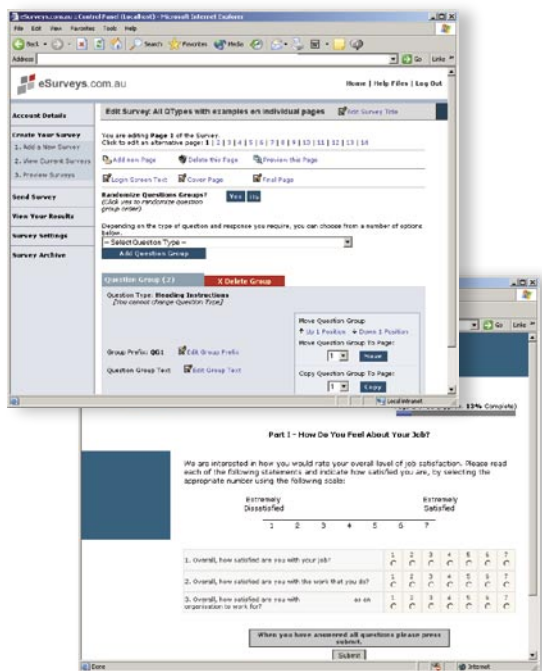 eSurveys.com.au : Control Panel (Localhost) - Microsoft Internet Explorer
File Edit View Favorites Tools Help
Back Search Favorites Media
Address Go Links
eSurveys.com.au
Home | Help Files | Log Out
Account Details
Create Your Survey
1. Add a New Survey
2. View Current Surveys
3. Preview Surveys
Send Survey
View Your Results
Survey Settings
Survey Archive
Edit Survey: All QTypes with examples on individual pages Edit Survey Title
You are editing Page 1 of the Survey.
Click to edit an alternative page: 1 | 2 | 3 | 4 | 5 | 6 | 7 | 8 | 9 | 10 | 11 | 12 | 13 | 14
Add new Page Delete this Page Preview this Page
Login Screen Text Cover Page Final Page
Randomize Questions Groups? Yes No
(Click yes to randomize question
group order)
Depending on the type of question and response you require, you can choose from a number of options
below.
-- Select Question Type --
Add Question Group
Question Group (2) X Delete Group
Question Type: Heading Instructions
[You cannot change Question Type]
Group Prefix: QG1 Edit Group Prefix
Question Group Text Edit Group Text
Move Question Group
Up 1 Position Down 1 Position
Move Question Group To Page:
1 Move
Copy Question Group To Page:
1 Copy
Local intranet
Go Links
13% Complete)
Part I - How Do You Feel About Your Job?
We are interested in how you would rate your overall level of job satisfaction. Please read
each of the following statements and indicate how satisfied you are, by selecting the
appropriate number using the following scale:
Extremely Extremely
Dissatisfied Satisfied
1 2 3 4 5 6 7
1. Overall, how satisfied are you with your job? 1 2 3 4 5 6 7
2. Overall, how satisfied are you with the work that you do? 1 2 3 4 5 6 7
3. Overall, how satisfied are you with as an
organisation to work for? 1 2 3 4 5 6 7
When you have answered all questions please press
submit.
Submit
Done Internet